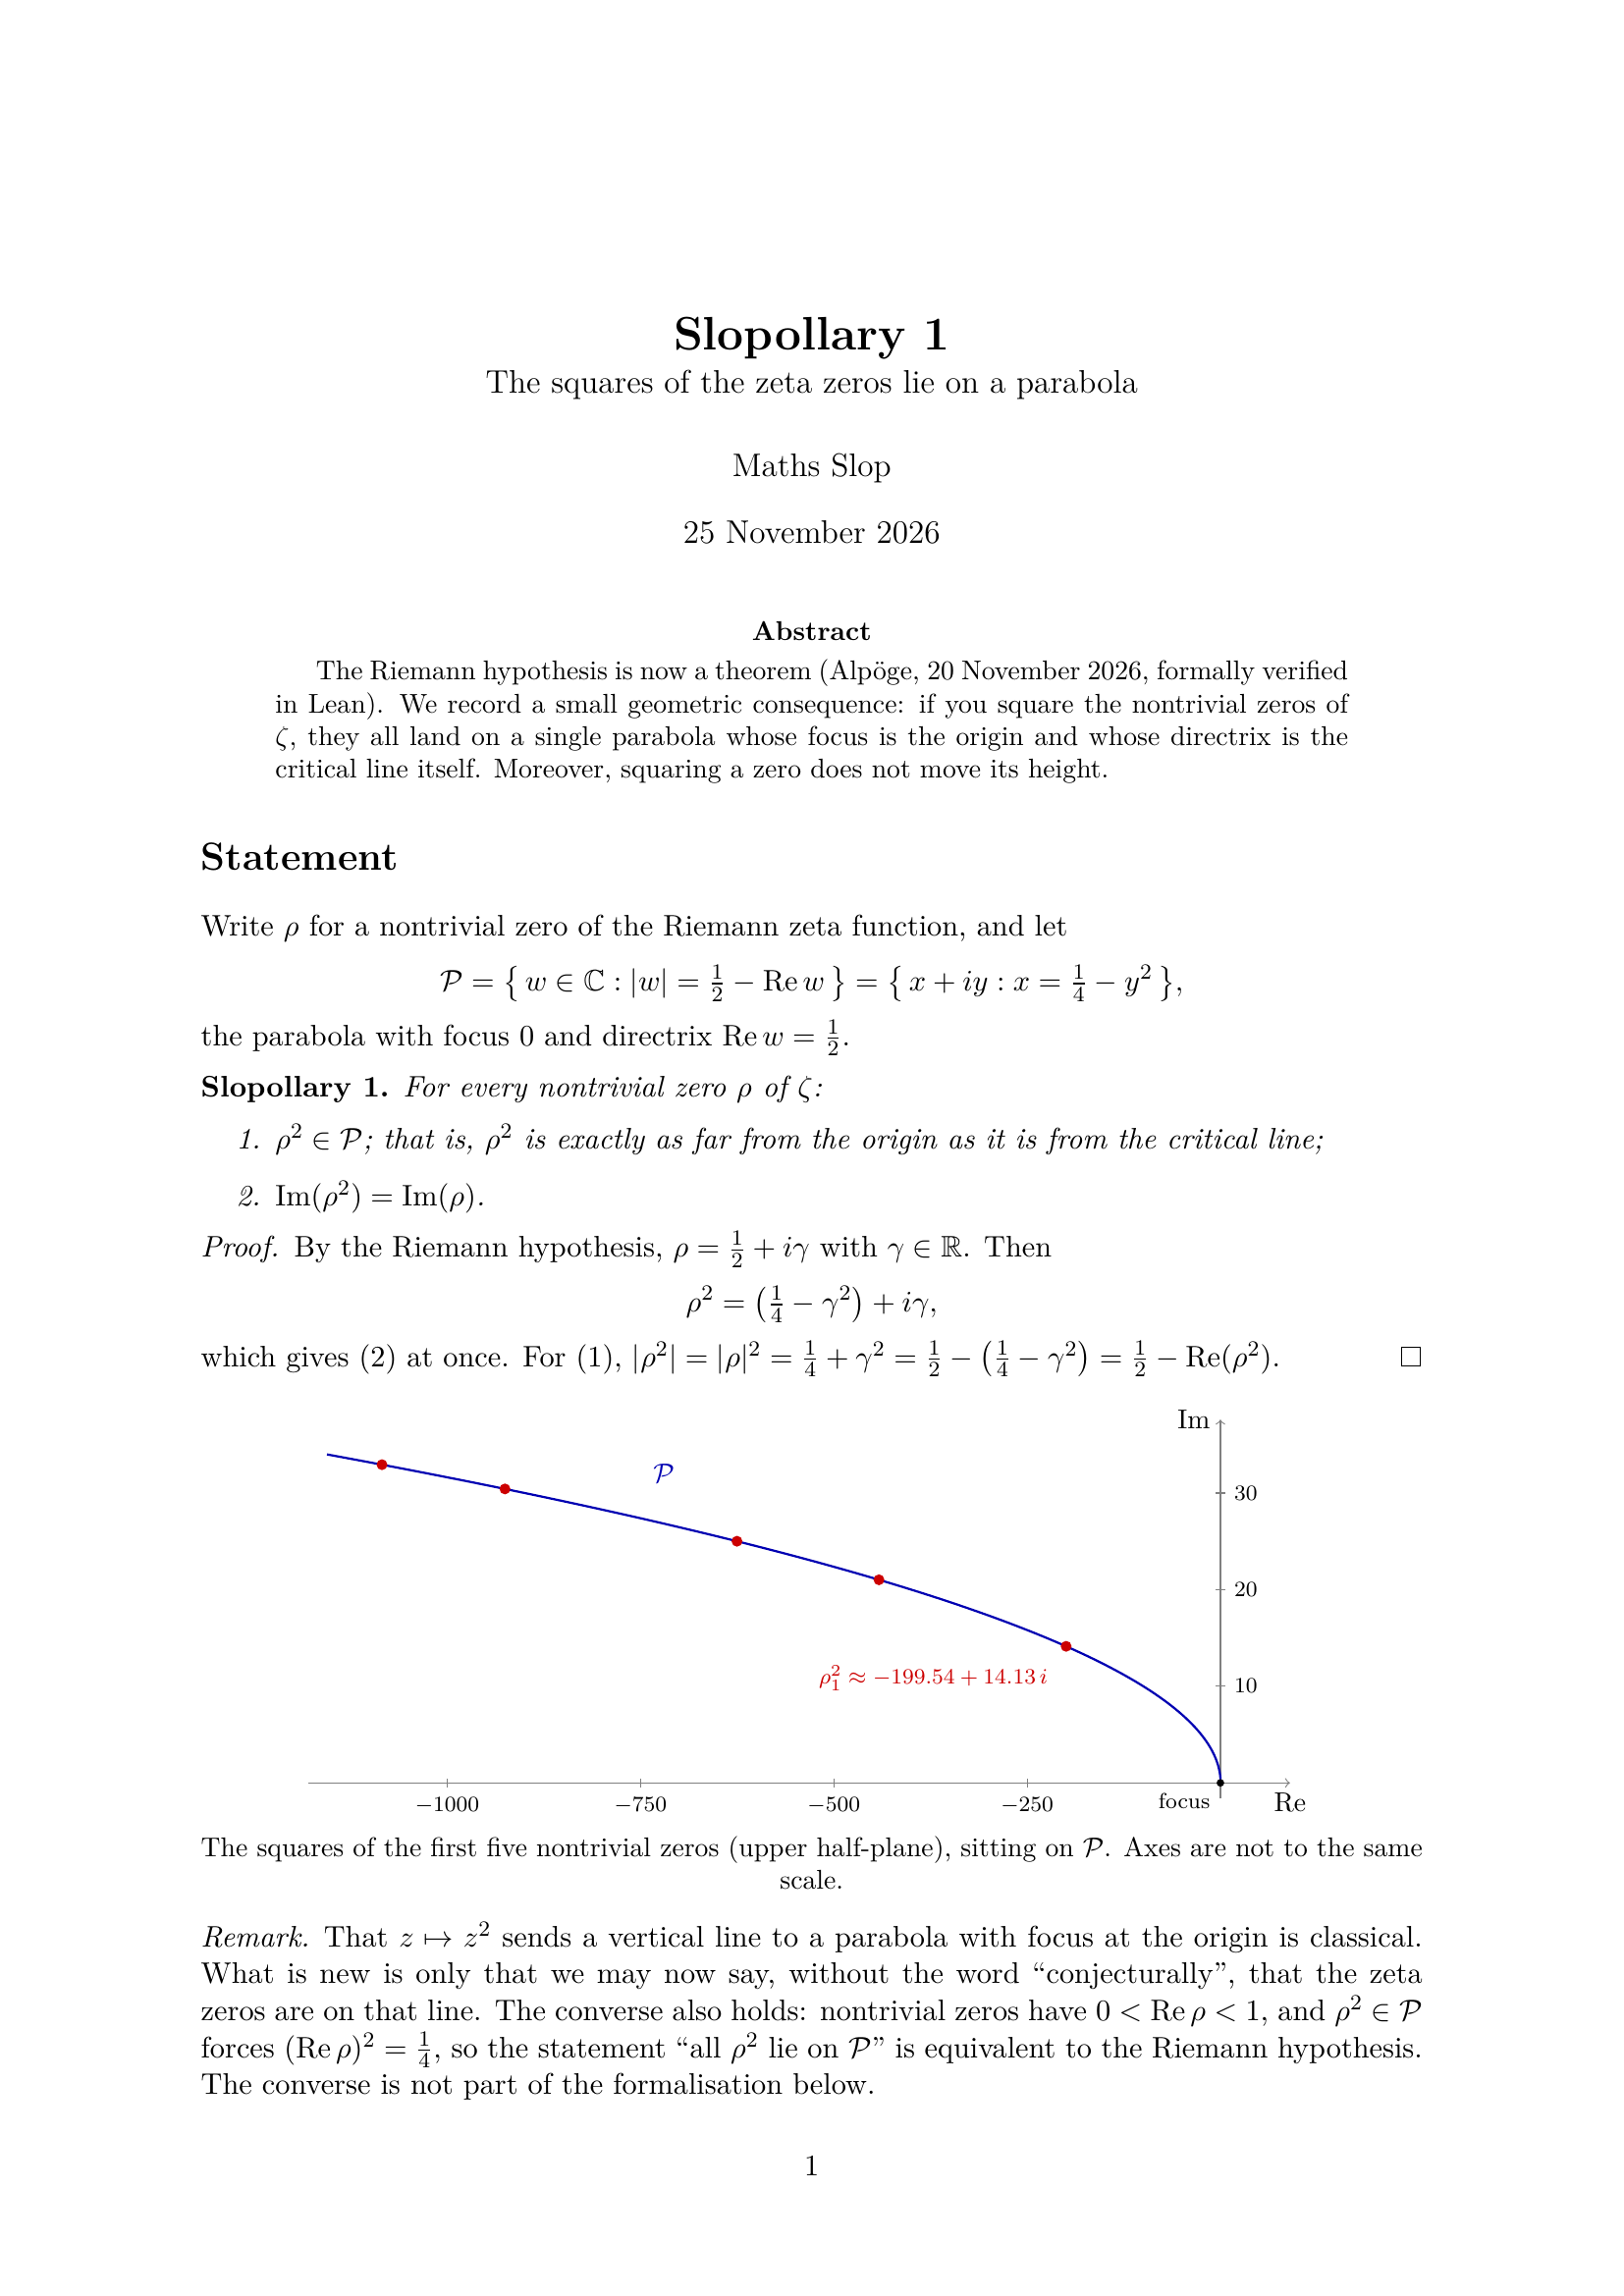 Slopollary 1
The squares of the zeta zeros lie on a parabola
Maths Slop
25 November 2026
Abstract
The Riemann hypothesis is now a theorem (Alpöge, 20 November 2026, formally verified
in Lean). We record a small geometric consequence: if you square the nontrivial zeros of
ζ, they all land on a single parabola whose focus is the origin and whose directrix is the
critical line itself. Moreover, squaring a zero does not move its height.
Statement
Write ρ for a nontrivial zero of the Riemann zeta function, and let
𝒫 = { w ∈ ℂ : |w| = 1/2 − Re w } = { x + iy : x = 1/4 − y² },
the parabola with focus 0 and directrix Re w = 1/2.
Slopollary 1. For every nontrivial zero ρ of ζ:
1. ρ² ∈ 𝒫; that is, ρ² is exactly as far from the origin as it is from the critical line;
2. Im(ρ²) = Im(ρ).
Proof. By the Riemann hypothesis, ρ = 1/2 + iγ with γ ∈ ℝ. Then
ρ² = (1/4 − γ²) + iγ,
which gives (2) at once. For (1), |ρ²| = |ρ|² = 1/4 + γ² = 1/2 − (1/4 − γ²) = 1/2 − Re(ρ²). □
Im
𝒫
30
20
ρ₁² ≈ −199.54 + 14.13 i
10
−1000 −750 −500 −250 focus Re
The squares of the first five nontrivial zeros (upper half-plane), sitting on 𝒫. Axes are not to the same
scale.
Remark. That z ↦ z² sends a vertical line to a parabola with focus at the origin is classical.
What is new is only that we may now say, without the word “conjecturally”, that the zeta
zeros are on that line. The converse also holds: nontrivial zeros have 0 < Re ρ < 1, and ρ² ∈ 𝒫
forces (Re ρ)² = 1/4, so the statement “all ρ² lie on 𝒫” is equivalent to the Riemann hypothesis.
The converse is not part of the formalisation below.
1